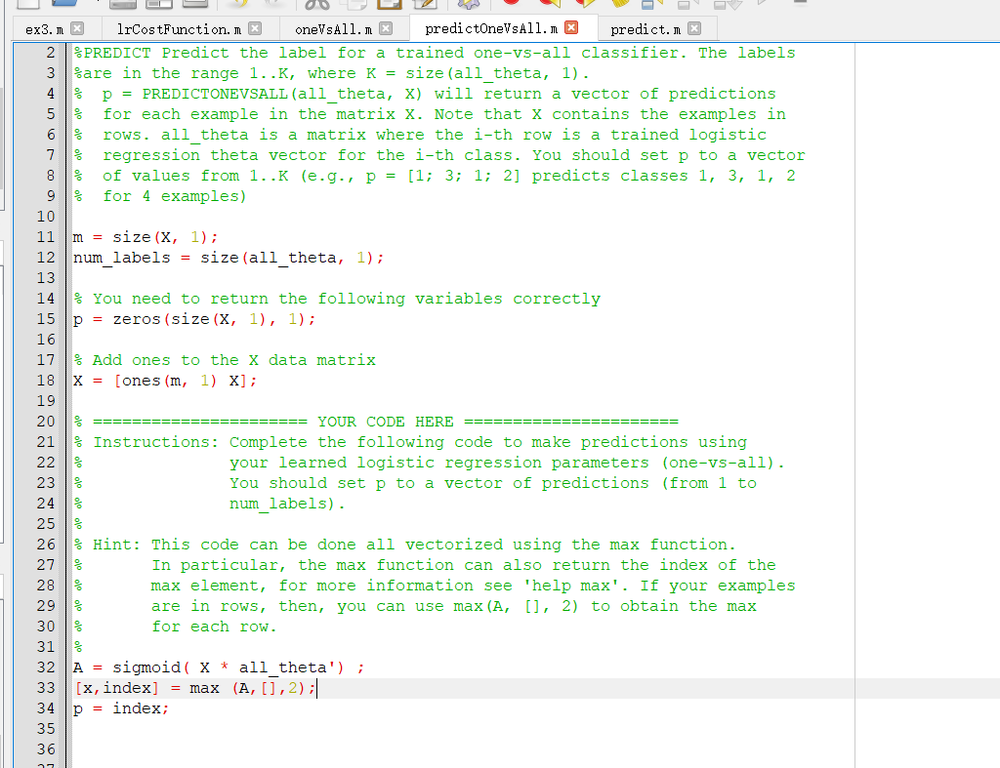 ex3.m lrCostFunction.m oneVsAll.m predictOneVsAll.m predict.m
2 %PREDICT Predict the label for a trained one-vs-all classifier. The labels
3 %are in the range 1..K, where K = size(all_theta, 1).
4 %  p = PREDICTONEVSALL(all_theta, X) will return a vector of predictions
5 %  for each example in the matrix X. Note that X contains the examples in
6 %  rows. all_theta is a matrix where the i-th row is a trained logistic
7 %  regression theta vector for the i-th class. You should set p to a vector
8 %  of values from 1..K (e.g., p = [1; 3; 1; 2] predicts classes 1, 3, 1, 2
9 %  for 4 examples)
10
11 m = size(X, 1);
12 num_labels = size(all_theta, 1);
13
14 % You need to return the following variables correctly
15 p = zeros(size(X, 1), 1);
16
17 % Add ones to the X data matrix
18 X = [ones(m, 1) X];
19
20 % ====================== YOUR CODE HERE ======================
21 % Instructions: Complete the following code to make predictions using
22 %               your learned logistic regression parameters (one-vs-all).
23 %               You should set p to a vector of predictions (from 1 to
24 %               num_labels).
25 %
26 % Hint: This code can be done all vectorized using the max function.
27 %       In particular, the max function can also return the index of the
28 %       max element, for more information see 'help max'. If your examples
29 %       are in rows, then, you can use max(A, [], 2) to obtain the max
30 %       for each row.
31 %
32 A = sigmoid( X * all_theta') ;
33 [x,index] = max (A,[],2);
34 p = index;
35
36
37